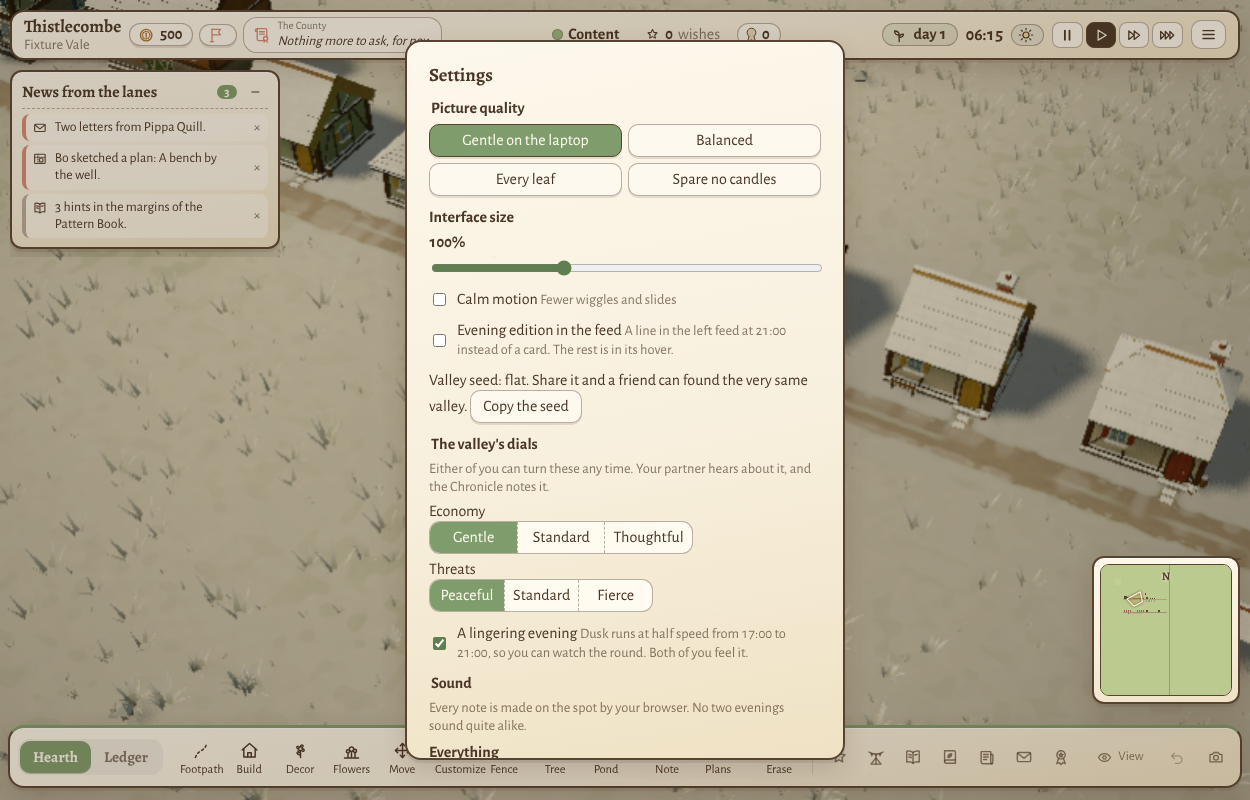 Thistlecombe
Fixture Vale
500
The County
Nothing more to ask, for now
Content
0 wishes
0
day 1
06:15
News from the lanes
3
Two letters from Pippa Quill.
Bo sketched a plan: A bench by
the well.
3 hints in the margins of the
Pattern Book.
Settings
Picture quality
Gentle on the laptop
Balanced
Every leaf
Spare no candles
Interface size
100%
Calm motion Fewer wiggles and slides
Evening edition in the feed A line in the left feed at 21:00
instead of a card. The rest is in its hover.
Valley seed: flat. Share it and a friend can found the very same
valley. Copy the seed
The valley's dials
Either of you can turn these any time. Your partner hears about it, and
the Chronicle notes it.
Economy
Gentle Standard Thoughtful
Threats
Peaceful Standard Fierce
A lingering evening Dusk runs at half speed from 17:00 to
21:00, so you can watch the round. Both of you feel it.
Sound
Every note is made on the spot by your browser. No two evenings
sound quite alike.
Everything
N
Hearth
Ledger
Footpath
Build
Decor
Flowers
Move
Customize
Fence
Tree
Pond
Note
Plans
Erase
View